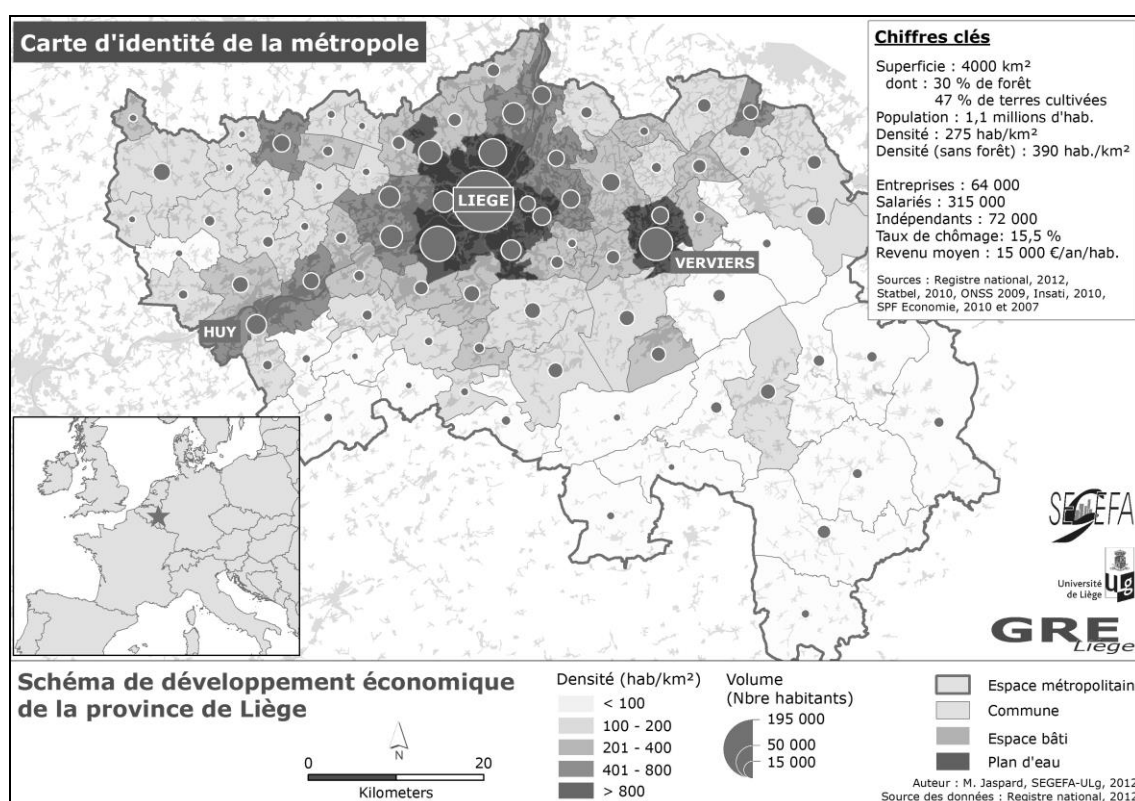 Carte d'identité de la métropole
Chiffres clés
Superficie : 4000 km²
dont : 30 % de forêt
47 % de terres cultivées
Population : 1,1 millions d'hab.
Densité : 275 hab/km²
Densité (sans forêt) : 390 hab./km²
Entreprises : 64 000
Salariés : 315 000
Indépendants : 72 000
Taux de chômage: 15,5 %
Revenu moyen : 15 000 €/an/hab.
Sources : Registre national, 2012,
Statbel, 2010, ONSS 2009, Insati, 2010,
SPF Economie, 2010 et 2007
LIEGE
VERVIERS
HUY
SEGEFA
Université
de Liège
ULg
GRE
Liège
Schéma de développement économique
de la province de Liège
N
0
20
Kilometers
Densité (hab/km²)
< 100
100 - 200
201 - 400
401 - 800
> 800
Volume
(Nbre habitants)
195 000
50 000
15 000
Espace métropolitain
Commune
Espace bâti
Plan d'eau
Auteur : M. Jaspard, SEGEFA-ULg, 2012
Source des données : Registre national, 2012